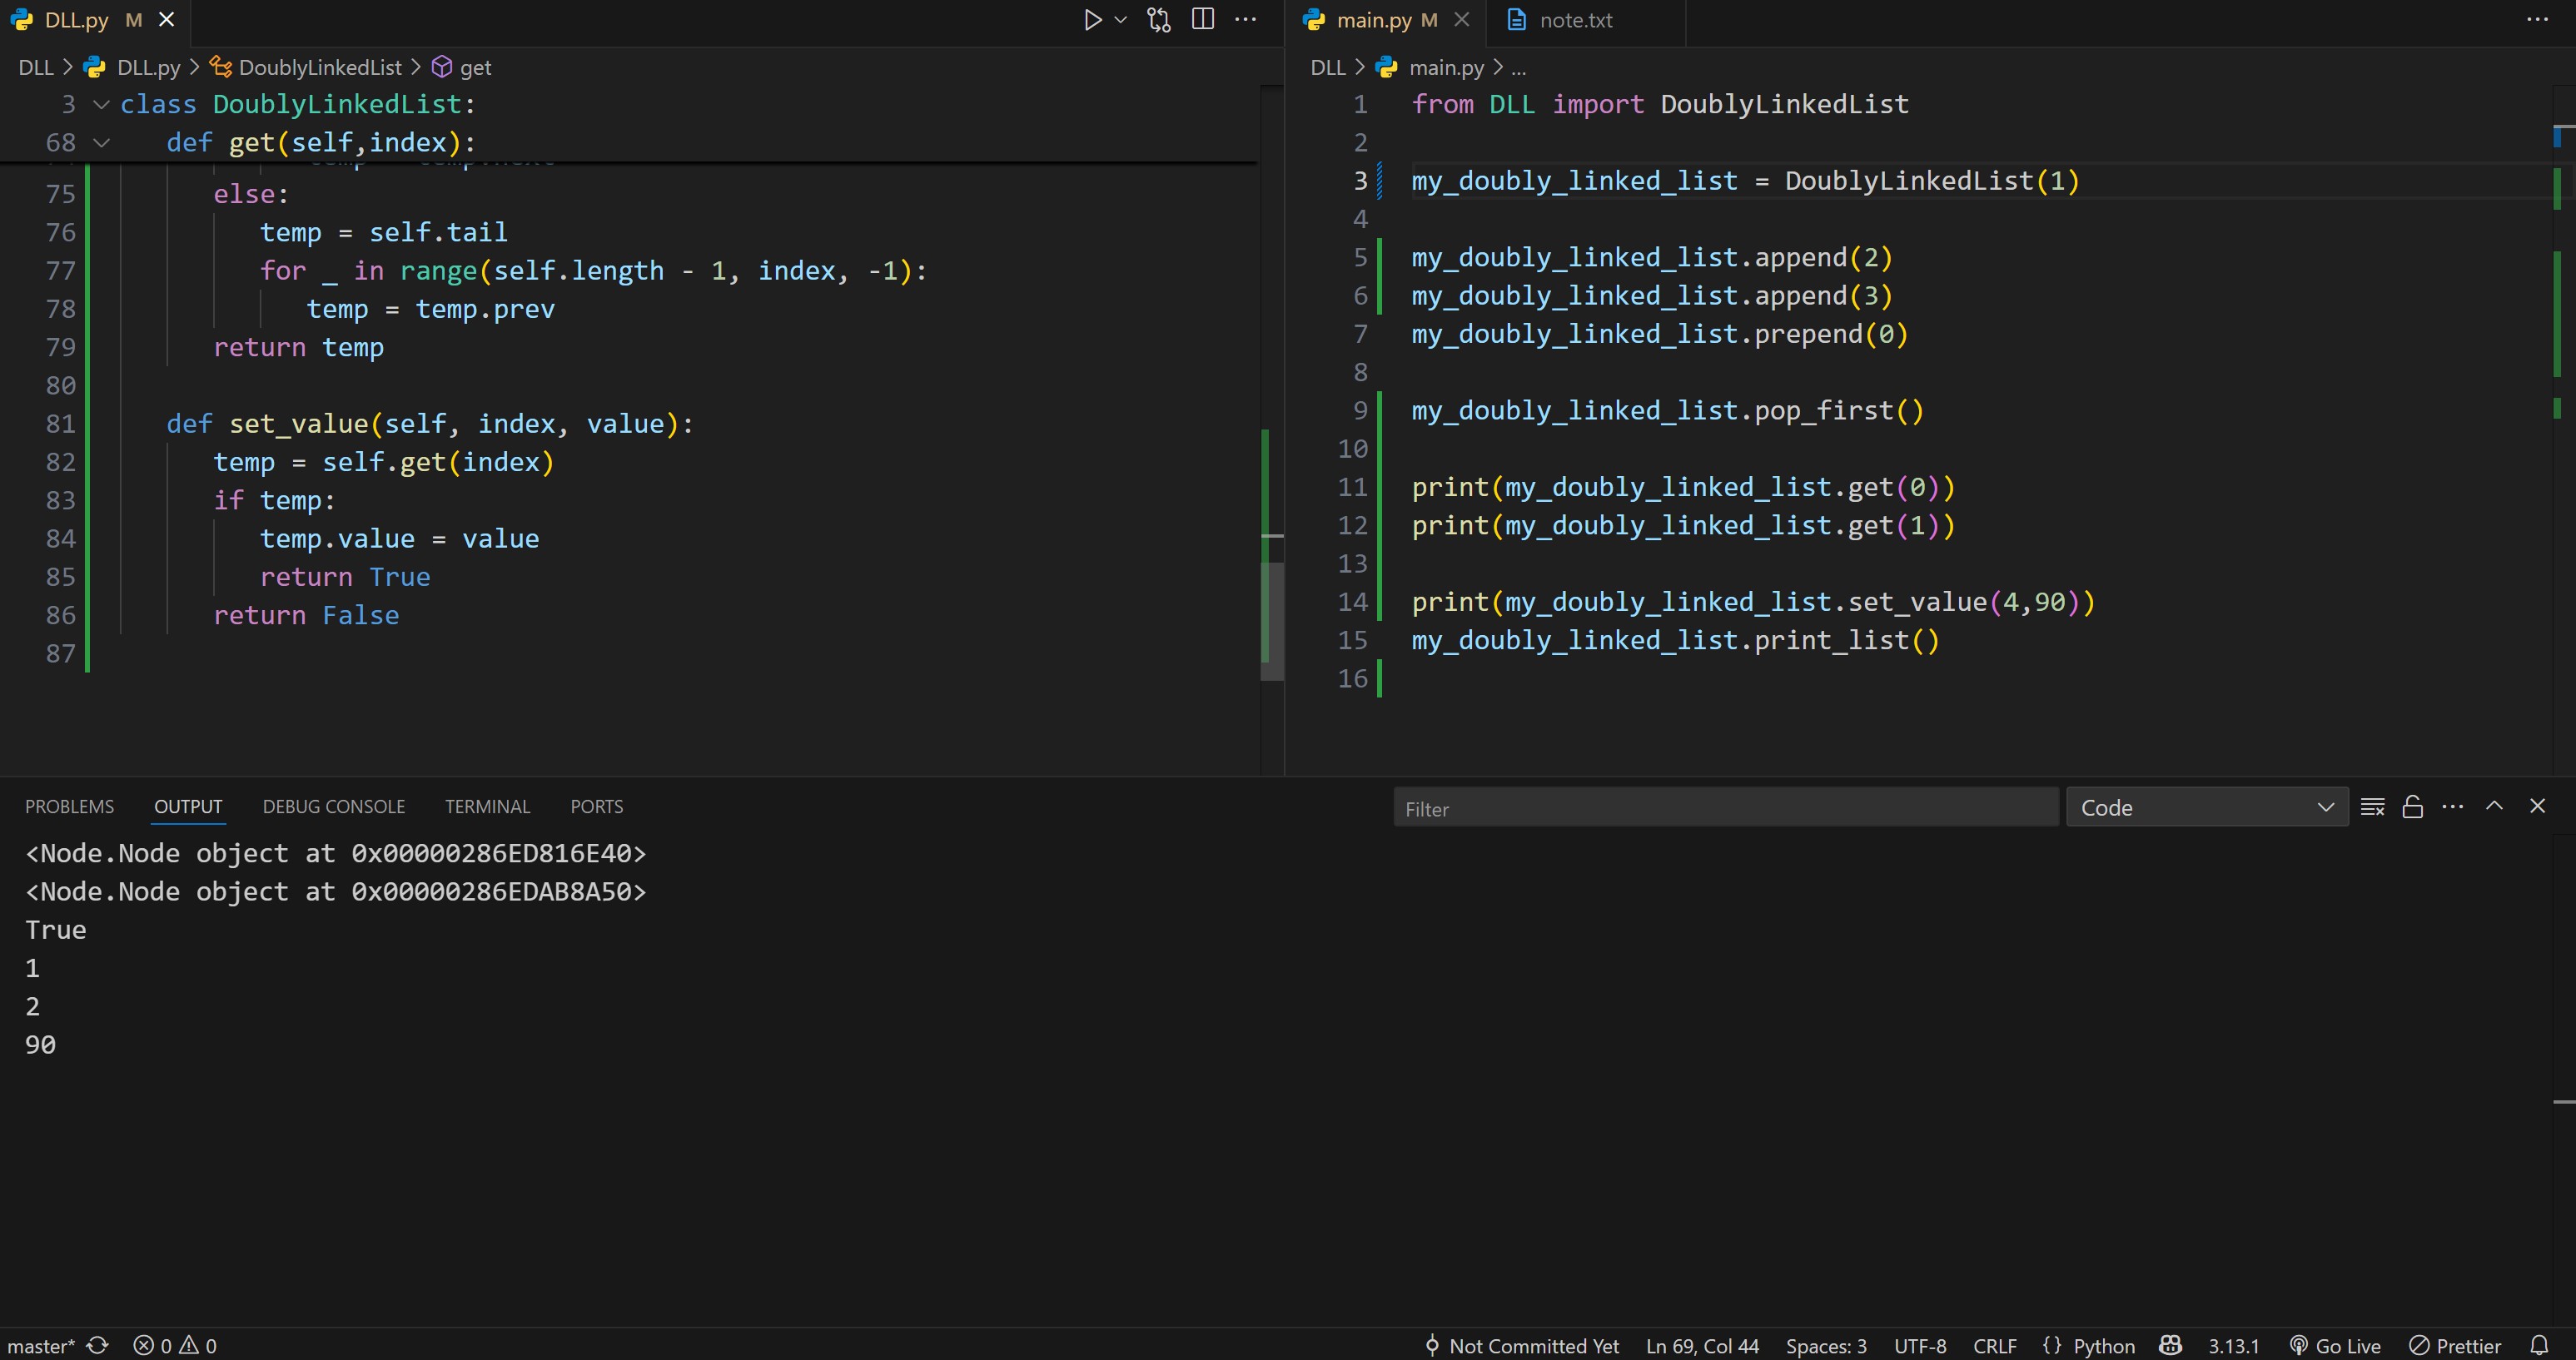 DLL.py M
main.py M note.txt
DLL > DLL.py > DoublyLinkedList > get
3 class DoublyLinkedList:
68 def get(self,index):
75 else:
76 temp = self.tail
77 for _ in range(self.length - 1, index, -1):
78 temp = temp.prev
79 return temp
80
81 def set_value(self, index, value):
82 temp = self.get(index)
83 if temp:
84 temp.value = value
85 return True
86 return False
87
DLL > main.py > ...
1 from DLL import DoublyLinkedList
2
3 my_doubly_linked_list = DoublyLinkedList(1)
4
5 my_doubly_linked_list.append(2)
6 my_doubly_linked_list.append(3)
7 my_doubly_linked_list.prepend(0)
8
9 my_doubly_linked_list.pop_first()
10
11 print(my_doubly_linked_list.get(0))
12 print(my_doubly_linked_list.get(1))
13
14 print(my_doubly_linked_list.set_value(4,90))
15 my_doubly_linked_list.print_list()
16
PROBLEMS OUTPUT DEBUG CONSOLE TERMINAL PORTS
Filter
Code
<Node.Node object at 0x00000286ED816E40>
<Node.Node object at 0x00000286EDAB8A50>
True
1
2
90
master* 0 0 Not Committed Yet Ln 69, Col 44 Spaces: 3 UTF-8 CRLF {} Python 3.13.1 Go Live Prettier